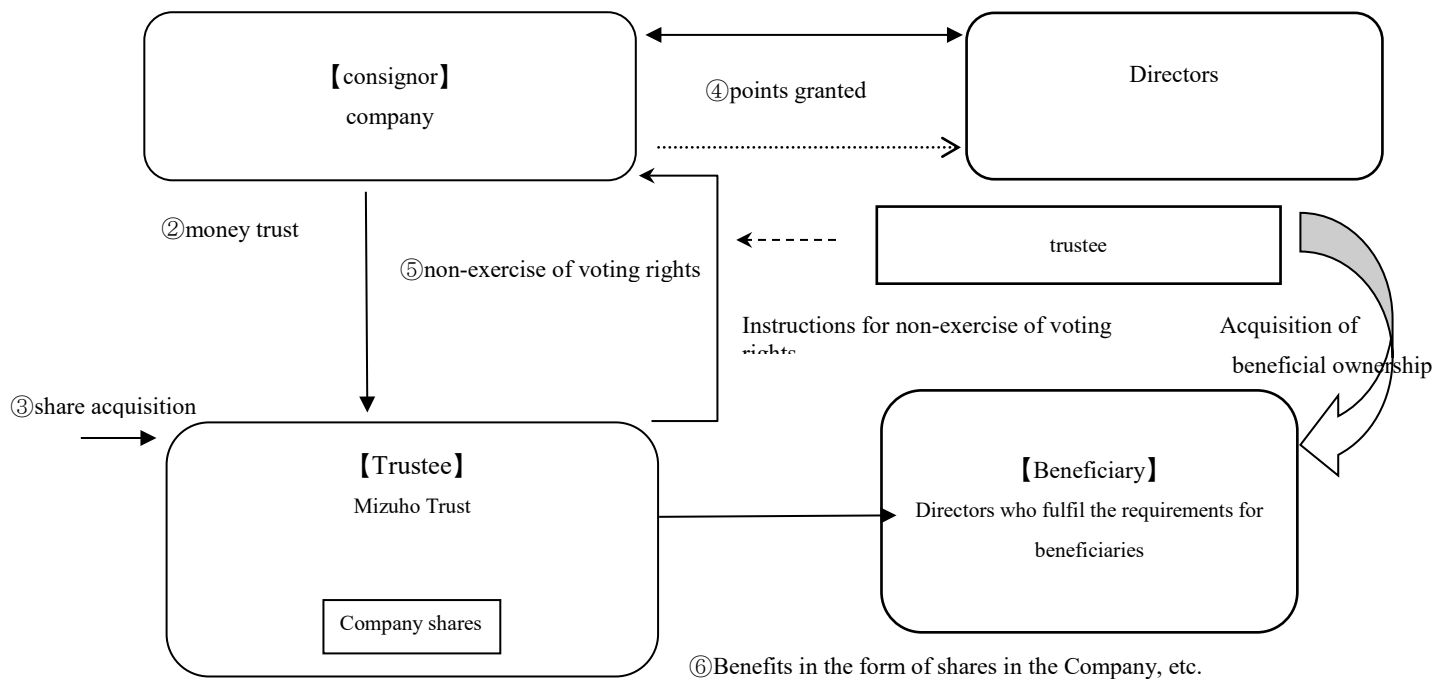 【consignor】
company
Directors
④points granted
②money trust
⑤non-exercise of voting rights
trustee
Instructions for non-exercise of voting
rights
Acquisition of
beneficial ownership
③share acquisition
【Trustee】
Mizuho Trust
Company shares
【Beneficiary】
Directors who fulfil the requirements for
beneficiaries
⑥Benefits in the form of shares in the Company, etc.